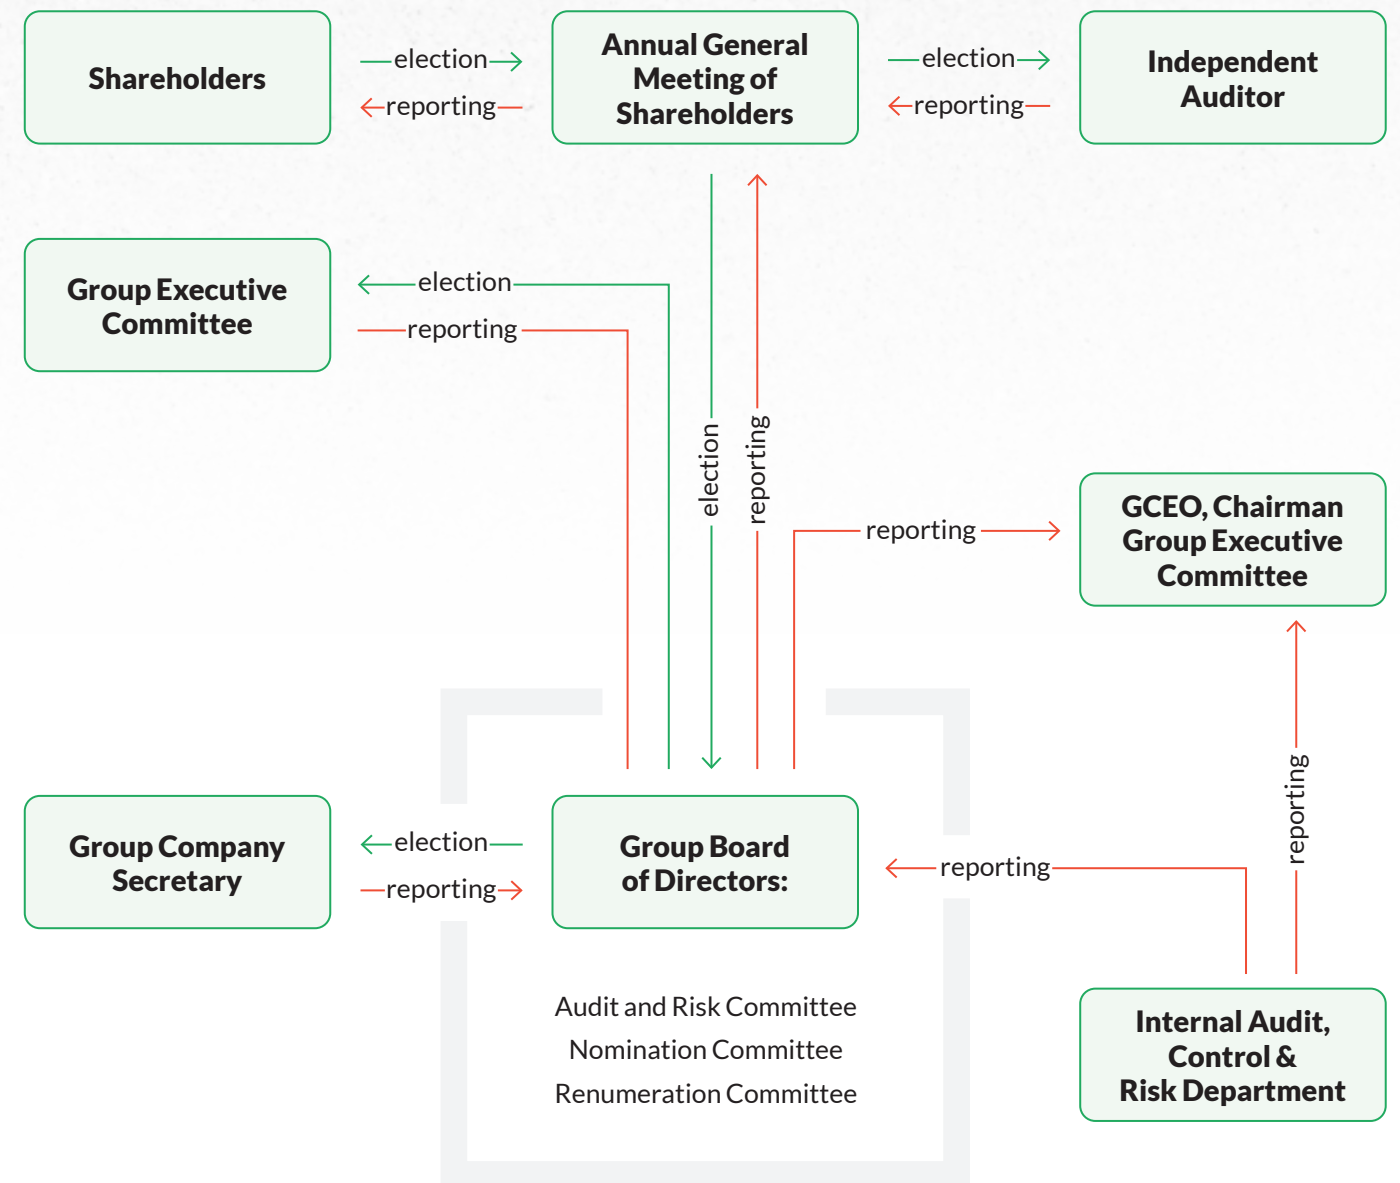 Shareholders
election
reporting
Annual General
Meeting of
Shareholders
election
reporting
Independent
Auditor
Group Executive
Committee
election
reporting
election
reporting
reporting
GCEO, Chairman
Group Executive
Committee
reporting
Group Company
Secretary
election
reporting
Group Board
of Directors:
reporting
Audit and Risk Committee
Nomination Committee
Renumeration Committee
Internal Audit,
Control &
Risk Department